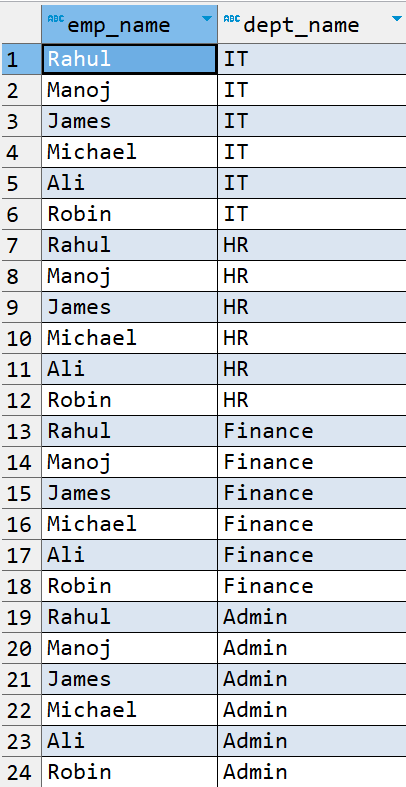 ABC emp_name ABC dept_name
1 Rahul IT
2 Manoj IT
3 James IT
4 Michael IT
5 Ali IT
6 Robin IT
7 Rahul HR
8 Manoj HR
9 James HR
10 Michael HR
11 Ali HR
12 Robin HR
13 Rahul Finance
14 Manoj Finance
15 James Finance
16 Michael Finance
17 Ali Finance
18 Robin Finance
19 Rahul Admin
20 Manoj Admin
21 James Admin
22 Michael Admin
23 Ali Admin
24 Robin Admin